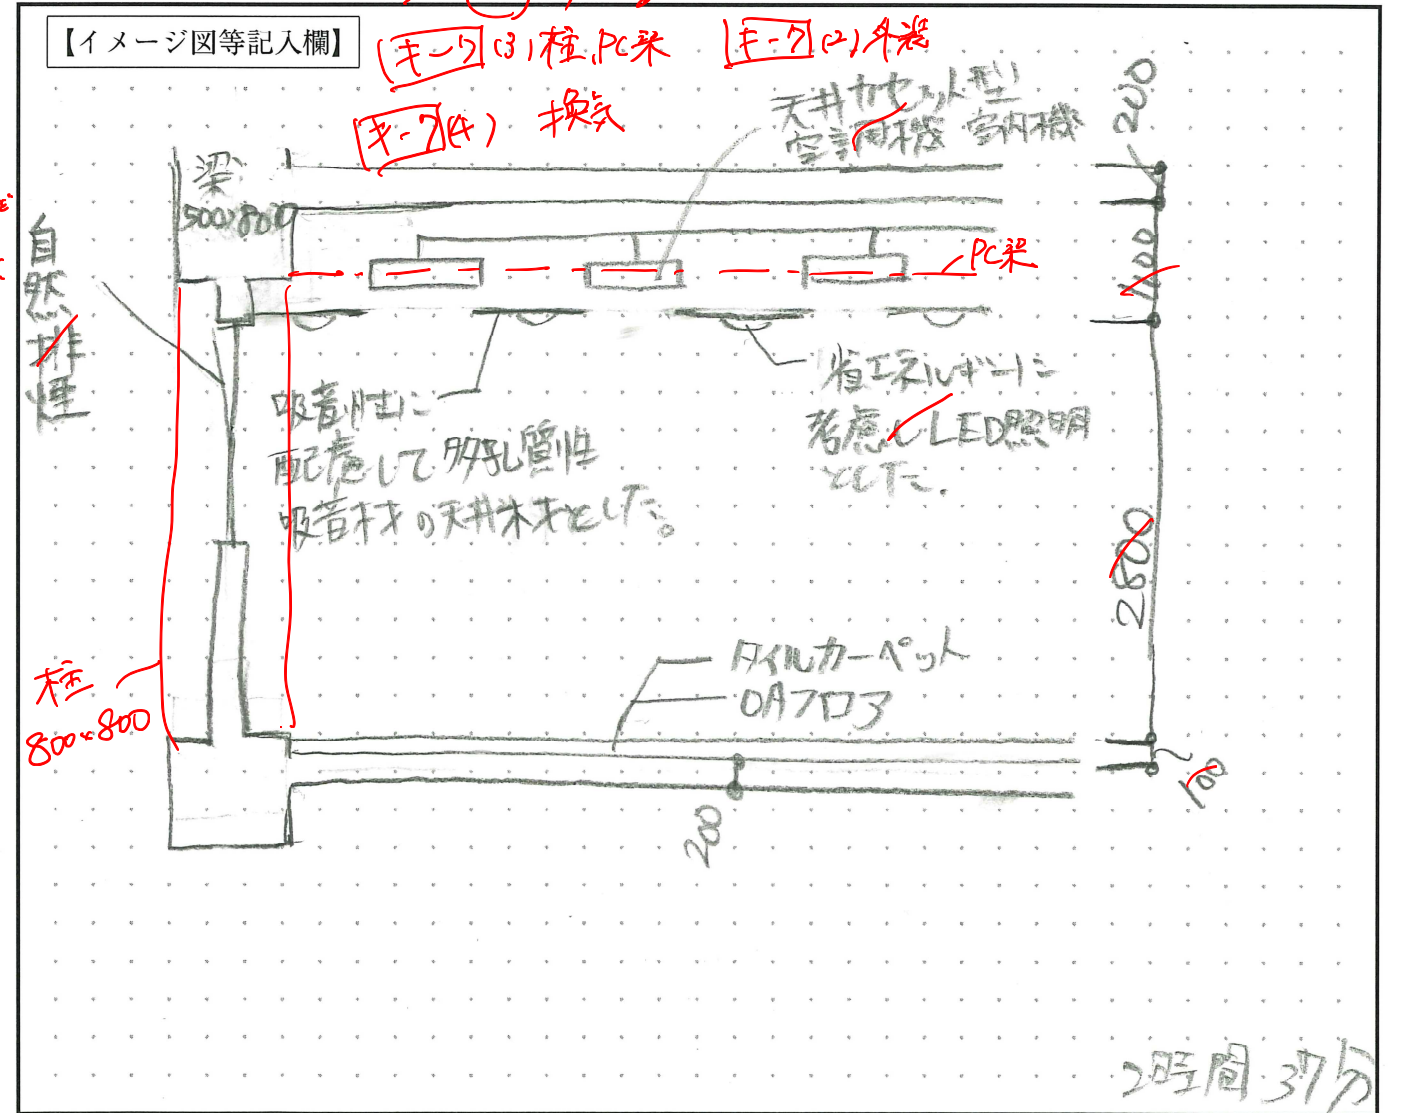 【イメージ図等記入欄】
キーワ(3)柱、PC梁
キーワ(2)外装
キーワ(4) 換気
天井カセット型
空調機 室内機
200
梁
500×800
自然排煙
PC梁
吸音性に
配慮して多孔質性
吸音材の天井材とした。
省エネルギーに
考慮しLED照明
とした.
2800
柱
800×800
タイルカーペット
OAフロア
100
200
2時間37分